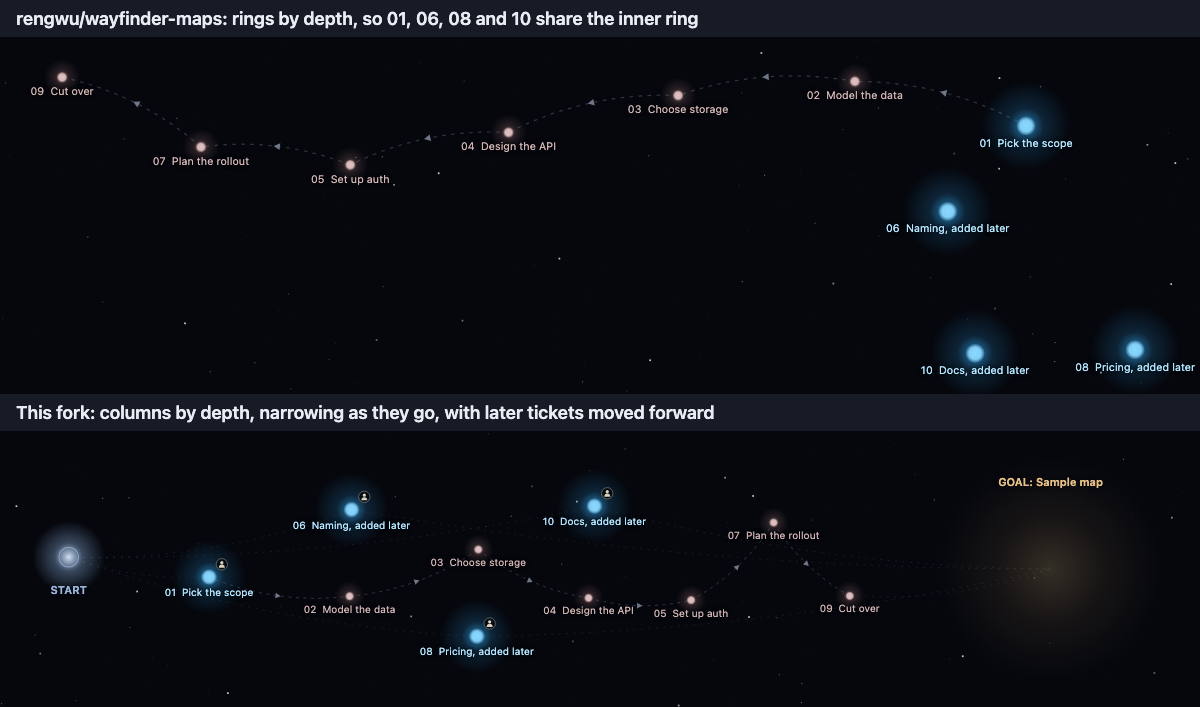 rengwu/wayfinder-maps: rings by depth, so 01, 06, 08 and 10 share the inner ring
09 Cut over
02 Model the data
03 Choose storage
01 Pick the scope
04 Design the API
07 Plan the rollout
05 Set up auth
06 Naming, added later
10 Docs, added later
08 Pricing, added later
This fork: columns by depth, narrowing as they go, with later tickets moved forward
GOAL: Sample map
06 Naming, added later
10 Docs, added later
07 Plan the rollout
03 Choose storage
START
01 Pick the scope
02 Model the data
04 Design the API
05 Set up auth
09 Cut over
08 Pricing, added later